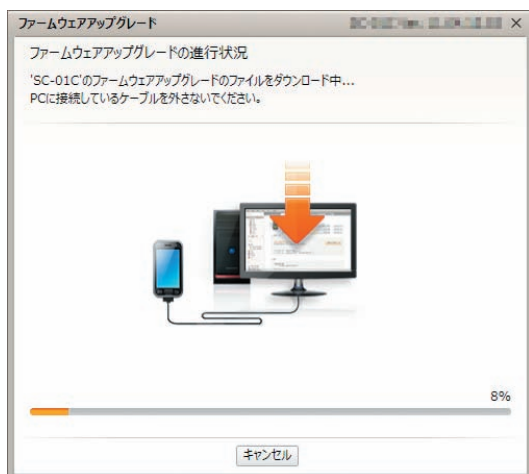 ファームウェアアップグレード
ファームウェアアップグレードの進行状況
'SC-01C'のファームウェアアップグレードのファイルをダウンロード中...
PCに接続しているケーブルを外さないでください。
8%
キャンセル